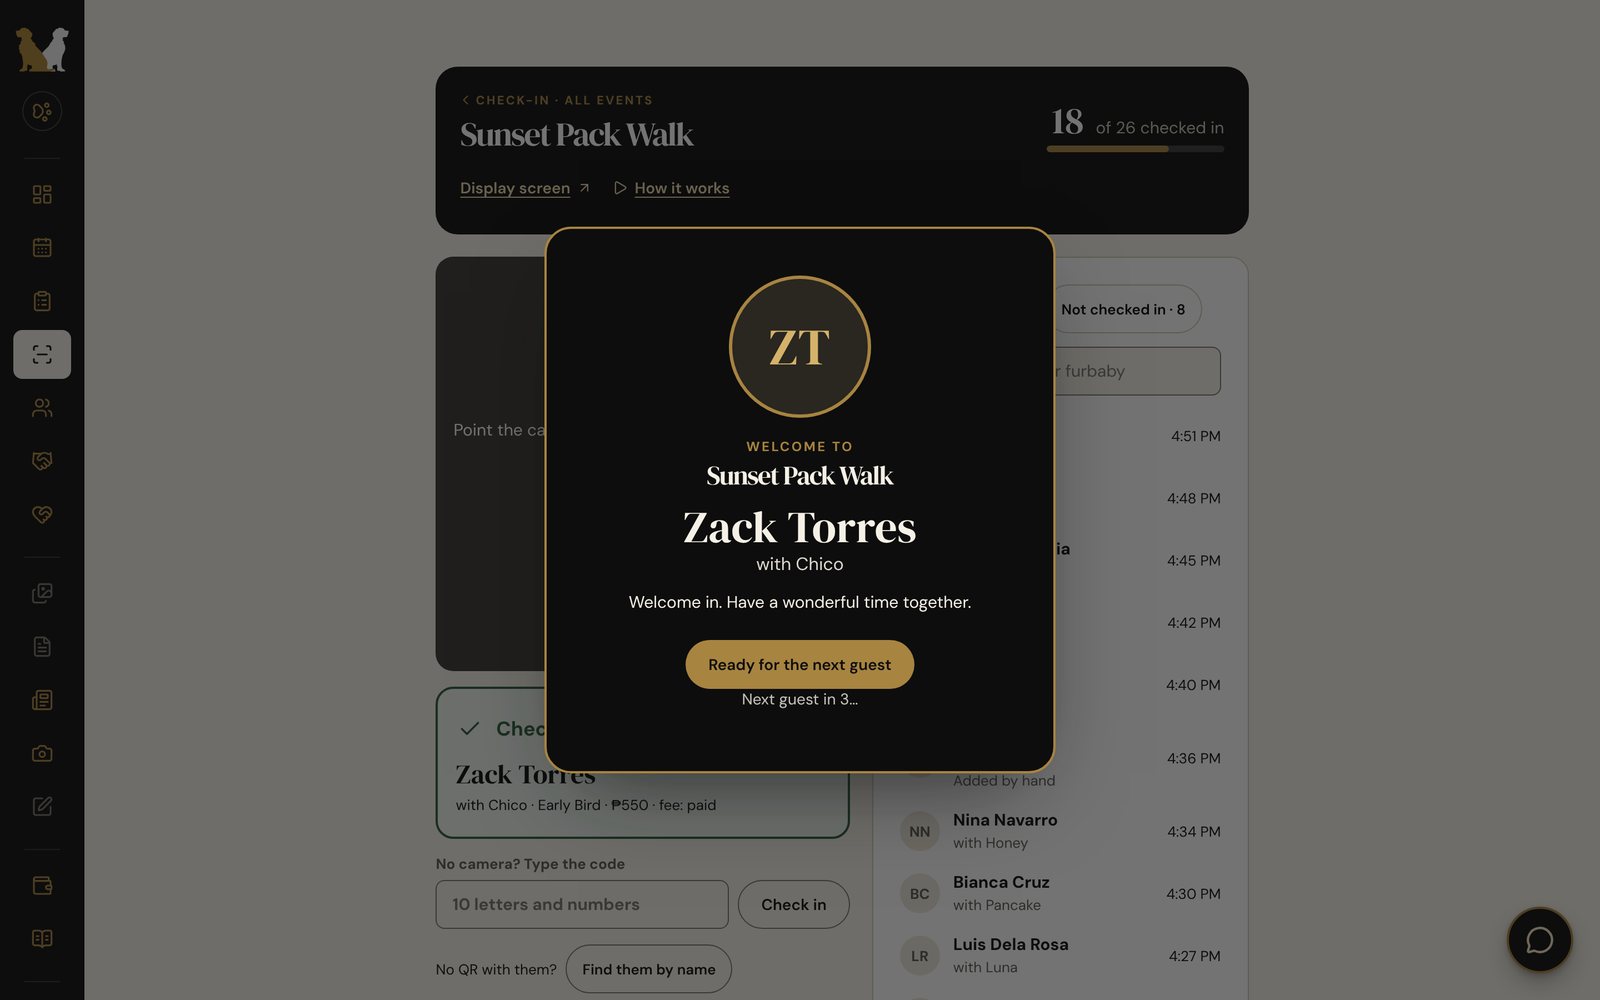 CHECK-IN · ALL EVENTS
Sunset Pack Walk
18 of 26 checked in
Display screen
How it works
Point the ca
Not checked in · 8
r furbaby
ZT
WELCOME TO
Sunset Pack Walk
Zack Torres
with Chico
Welcome in. Have a wonderful time together.
Ready for the next guest
Next guest in 3...
4:51 PM
4:48 PM
ia
4:45 PM
4:42 PM
4:40 PM
4:36 PM
Added by hand
NN
Nina Navarro
with Honey
4:34 PM
BC
Bianca Cruz
with Pancake
4:30 PM
LR
Luis Dela Rosa
with Luna
4:27 PM
Chec
Zack Torres
with Chico · Early Bird · ₱550 · fee: paid
No camera? Type the code
10 letters and numbers
Check in
No QR with them?
Find them by name